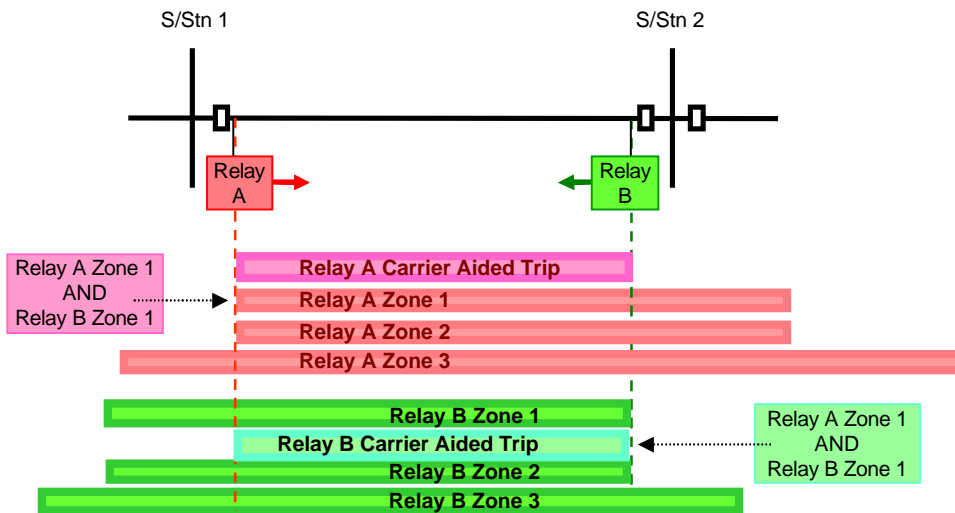 S/Stn 1
S/Stn 2
Relay
A
Relay
B
Relay A Carrier Aided Trip
Relay A Zone 1
AND
Relay B Zone 1
Relay A Zone 1
Relay A Zone 2
Relay A Zone 3
Relay B Zone 1
Relay B Carrier Aided Trip
Relay A Zone 1
AND
Relay B Zone 1
Relay B Zone 2
Relay B Zone 3